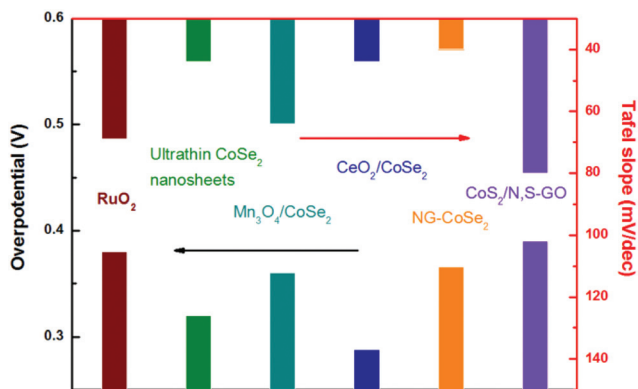 0.6
0.5
0.4
0.3
Overpotential (V)
Ultrathin CoSe₂
nanosheets
RuO₂
Mn₃O₄/CoSe₂
CeO₂/CoSe₂
NG-CoSe₂
CoS₂/N,S-GO
40
60
80
100
120
140
Tafel slope (mV/dec)